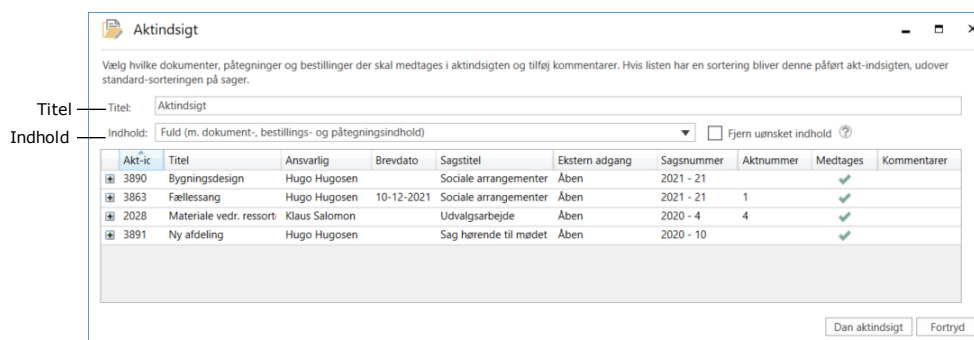 Aktindsigt
Vælg hvilke dokumenter, påtegninger og bestillinger der skal medtages i aktindsigten og tilføj kommentarer. Hvis listen har en sortering bliver denne påført akt-indsigten, udover
standard-sorteringen på sager.
Titel Titel: Aktindsigt
Indhold Indhold: Fuld (m. dokument-, bestillings- og påtegningsindhold) Fjern uønsket indhold ?
Akt-ic Titel Ansvarlig Brevdato Sagstitel Ekstern adgang Sagsnummer Aktnummer Medtages Kommentarer
3890 Bygningsdesign Hugo Hugosen Sociale arrangementer Åben 2021 - 21
3863 Fællessang Hugo Hugosen 10-12-2021 Sociale arrangementer Åben 2021 - 21 1
2028 Materiale vedr. ressort Klaus Salomon Udvalgsarbejde Åben 2020 - 4 4
3891 Ny afdeling Hugo Hugosen Sag hørende til mødet Åben 2020 - 10
Dan aktindsigt Fortryd